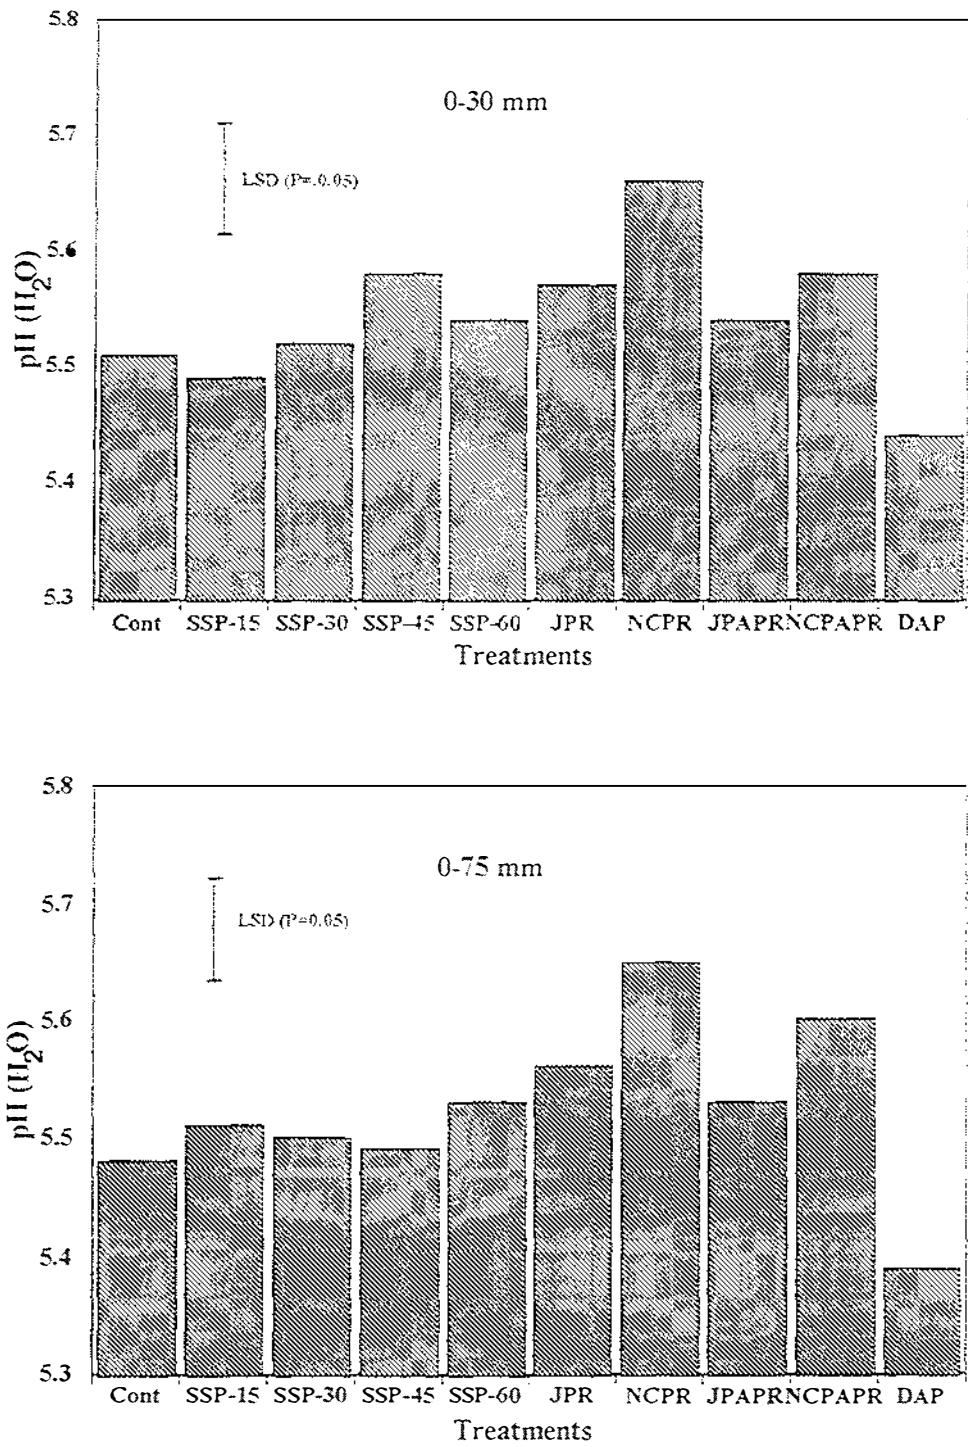 5.8
0-30 mm
5.7
LSD (P=.0.05)
5.6
pH (H2O)
5.5
5.4
5.3
Cont SSP-15 SSP-30 SSP-45 SSP-60 JPR NCPR JPAPR NCPAPR DAP
Treatments
5.8
0-75 mm
5.7
LSD (P=0.05)
5.6
pH (H2O)
5.5
5.4
5.3
Cont SSP-15 SSP-30 SSP-45 SSP-60 JPR NCPR JPAPR NCPAPR DAP
Treatments